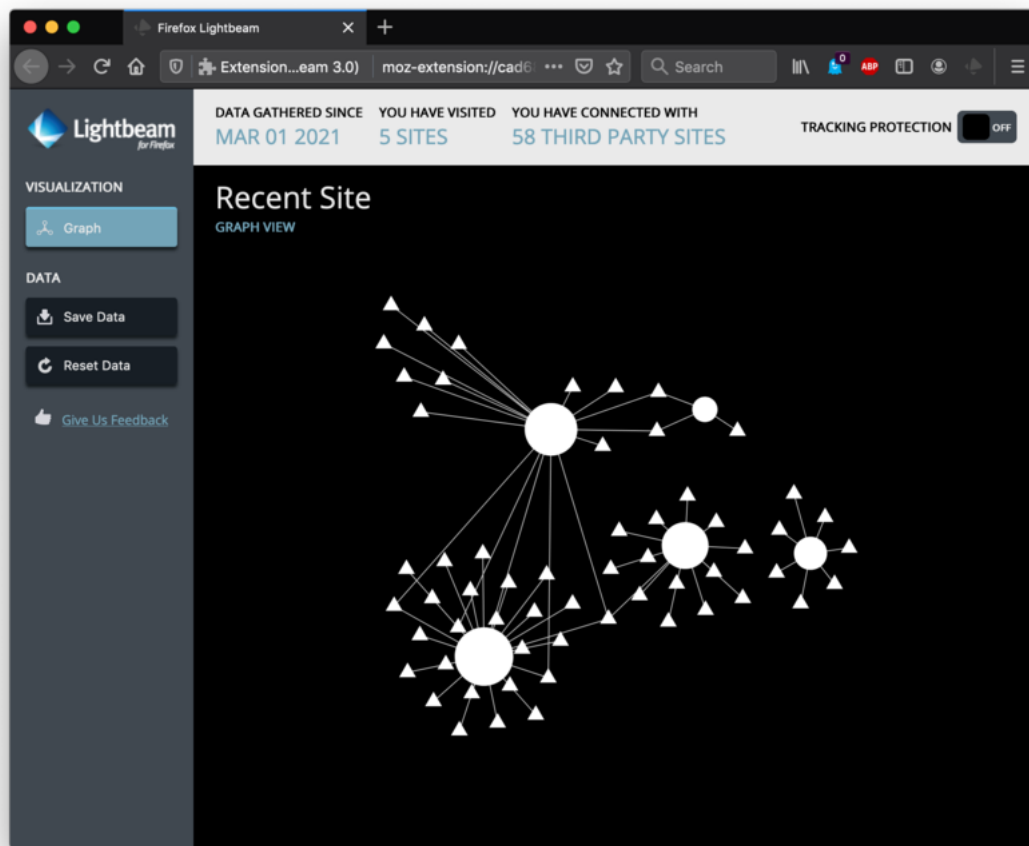 Firefox Lightbeam
Extension...eam 3.0)
moz-extension://cad6
Search
0
ABP
Lightbeam
for Firefox
DATA GATHERED SINCE
MAR 01 2021
YOU HAVE VISITED
5 SITES
YOU HAVE CONNECTED WITH
58 THIRD PARTY SITES
TRACKING PROTECTION
OFF
VISUALIZATION
Graph
DATA
Save Data
Reset Data
Give Us Feedback
Recent Site
GRAPH VIEW